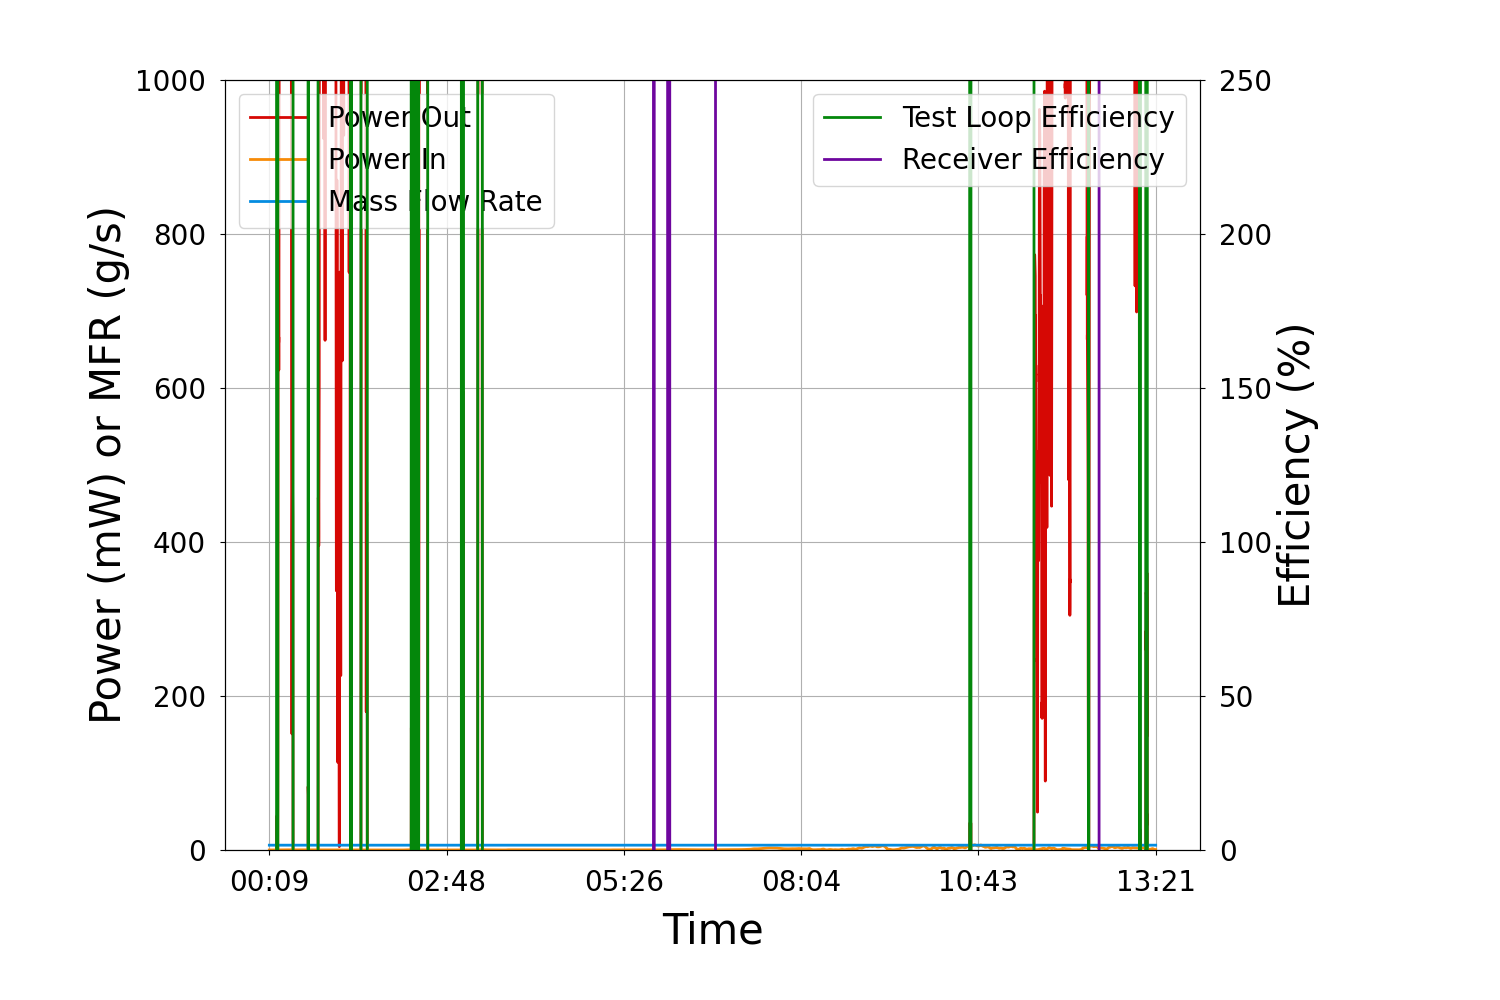 1000
800
600
400
200
0
Power (mW) or MFR (g/s)
Power Out
Power In
Mass Flow Rate
Test Loop Efficiency
Receiver Efficiency
250
200
150
100
50
0
Efficiency (%)
00:09 02:48 05:26 08:04 10:43 13:21
Time